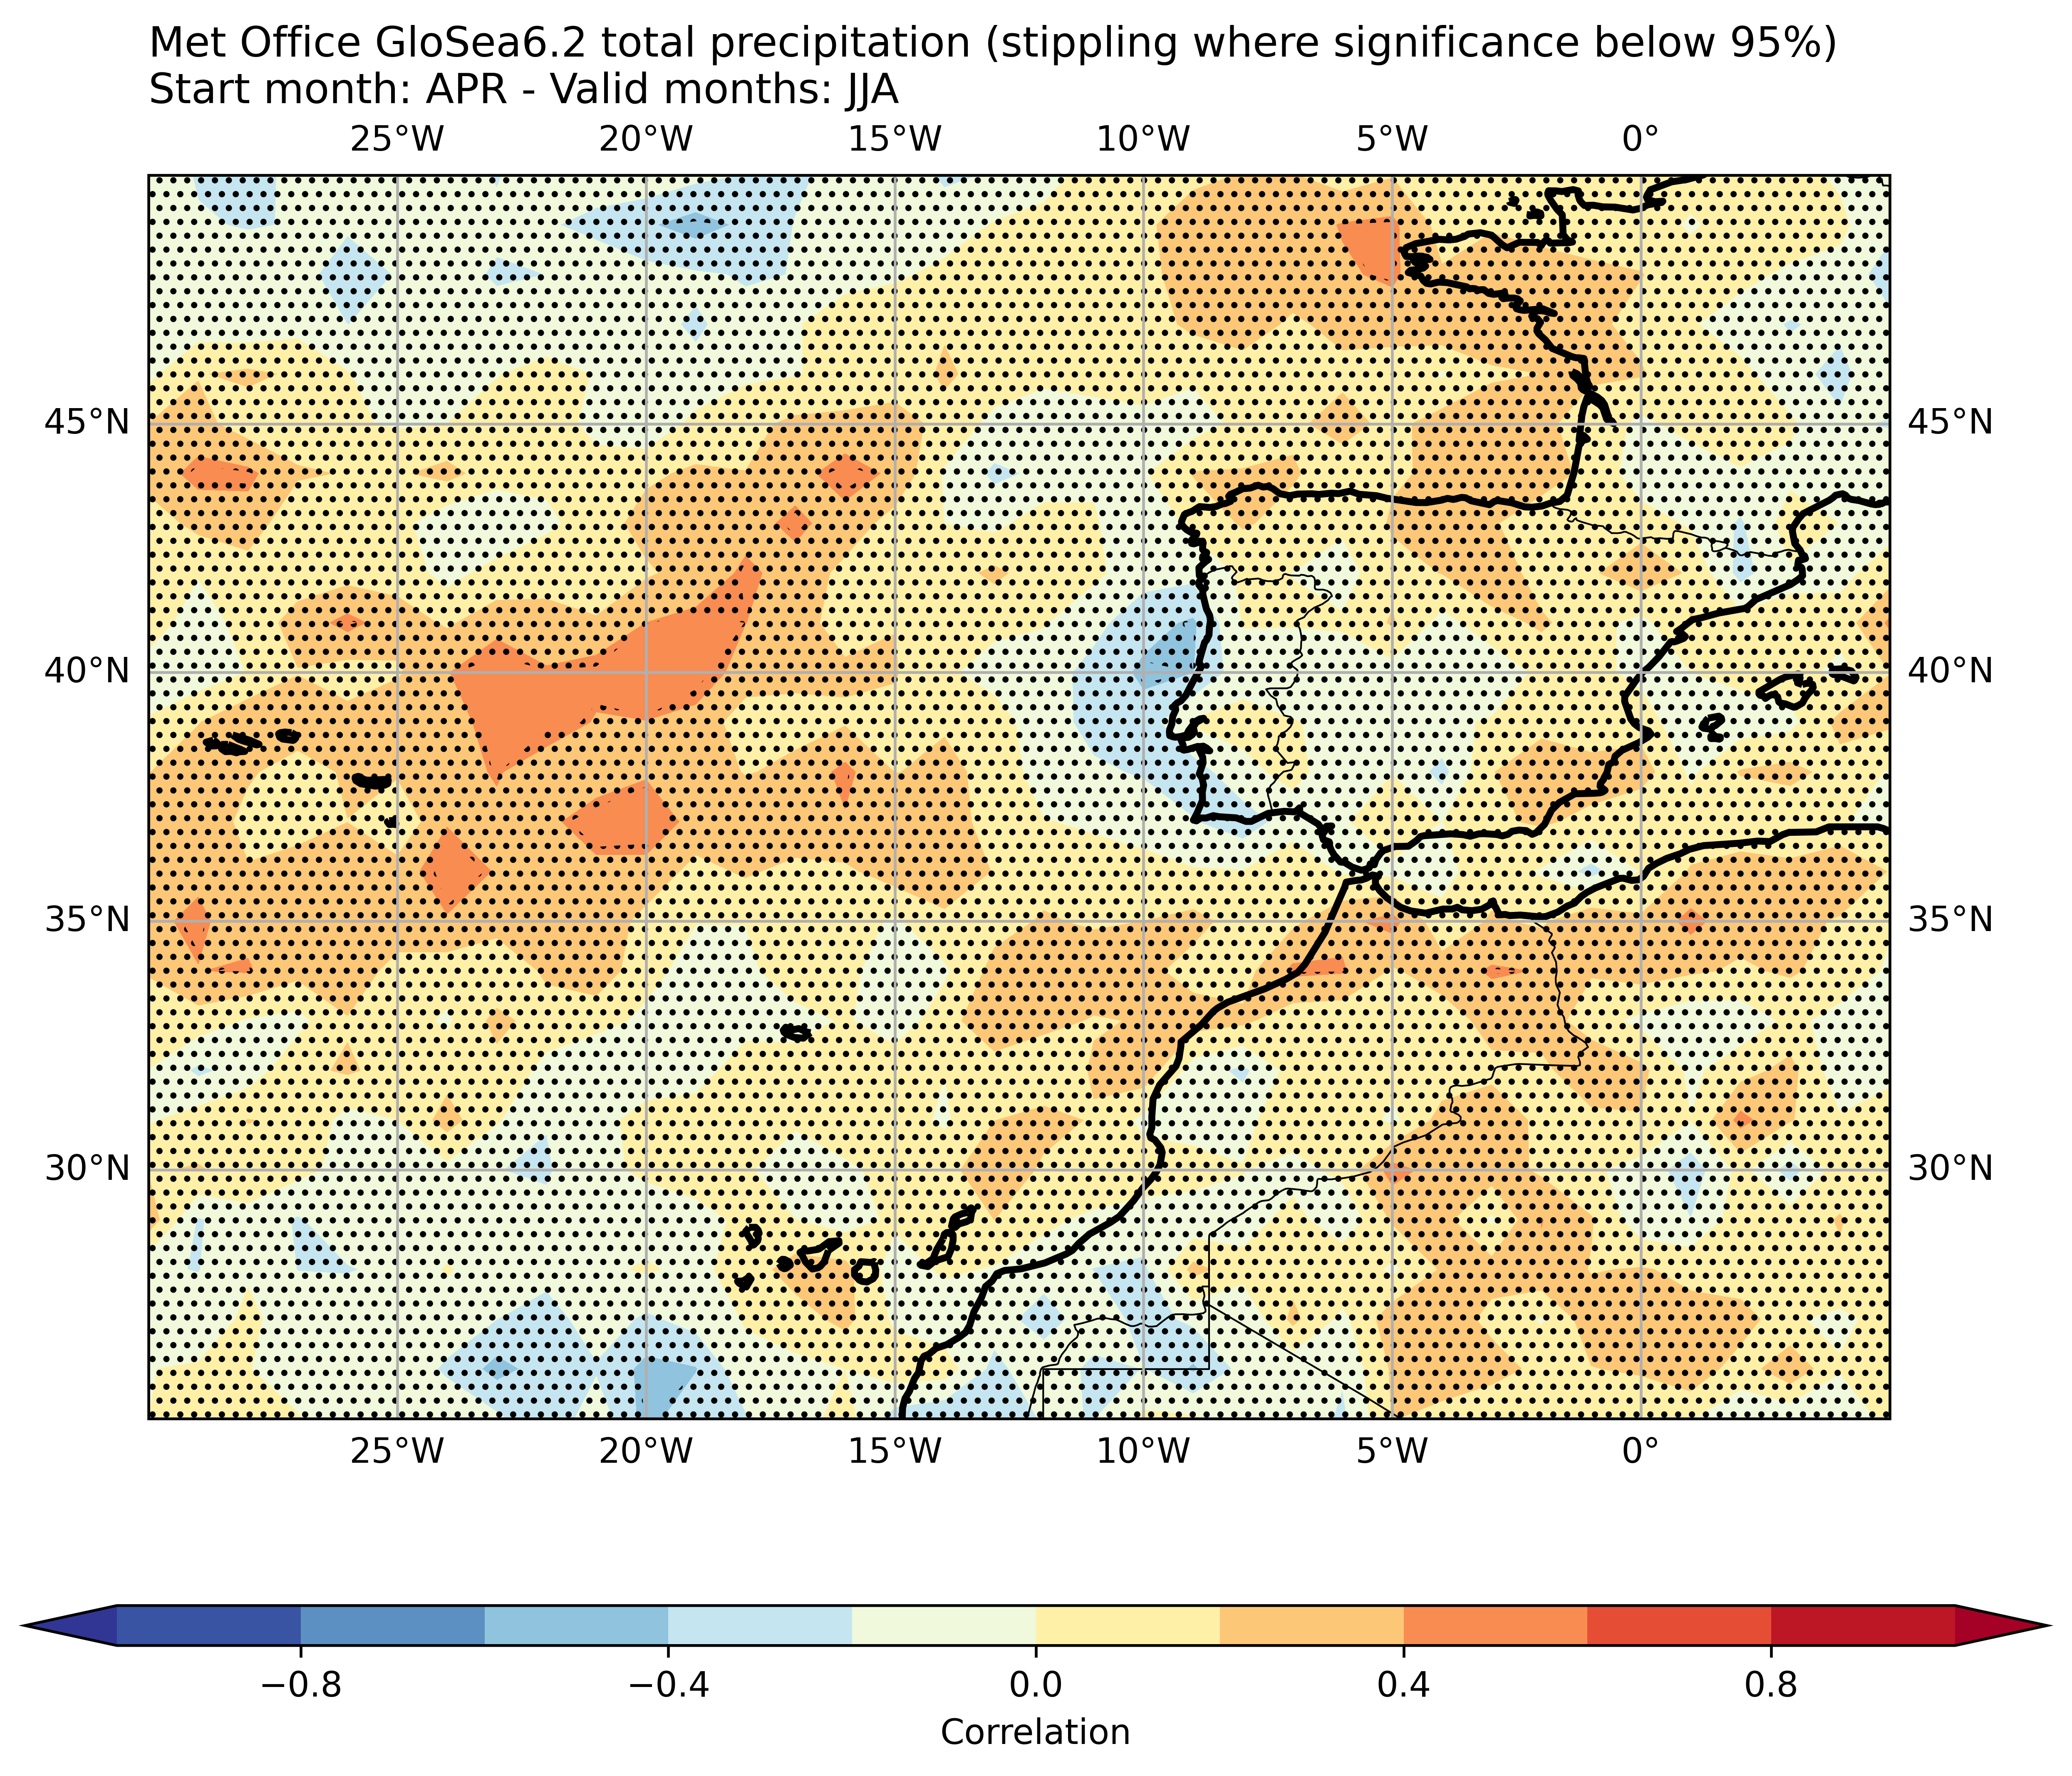 Met Office GloSea6.2 total precipitation (stippling where significance below 95%)
Start month: APR - Valid months: JJA
25°W 20°W 15°W 10°W 5°W 0°
45°N 45°N
40°N 40°N
35°N 35°N
30°N 30°N
25°W 20°W 15°W 10°W 5°W 0°
−0.8 −0.4 0.0 0.4 0.8
Correlation